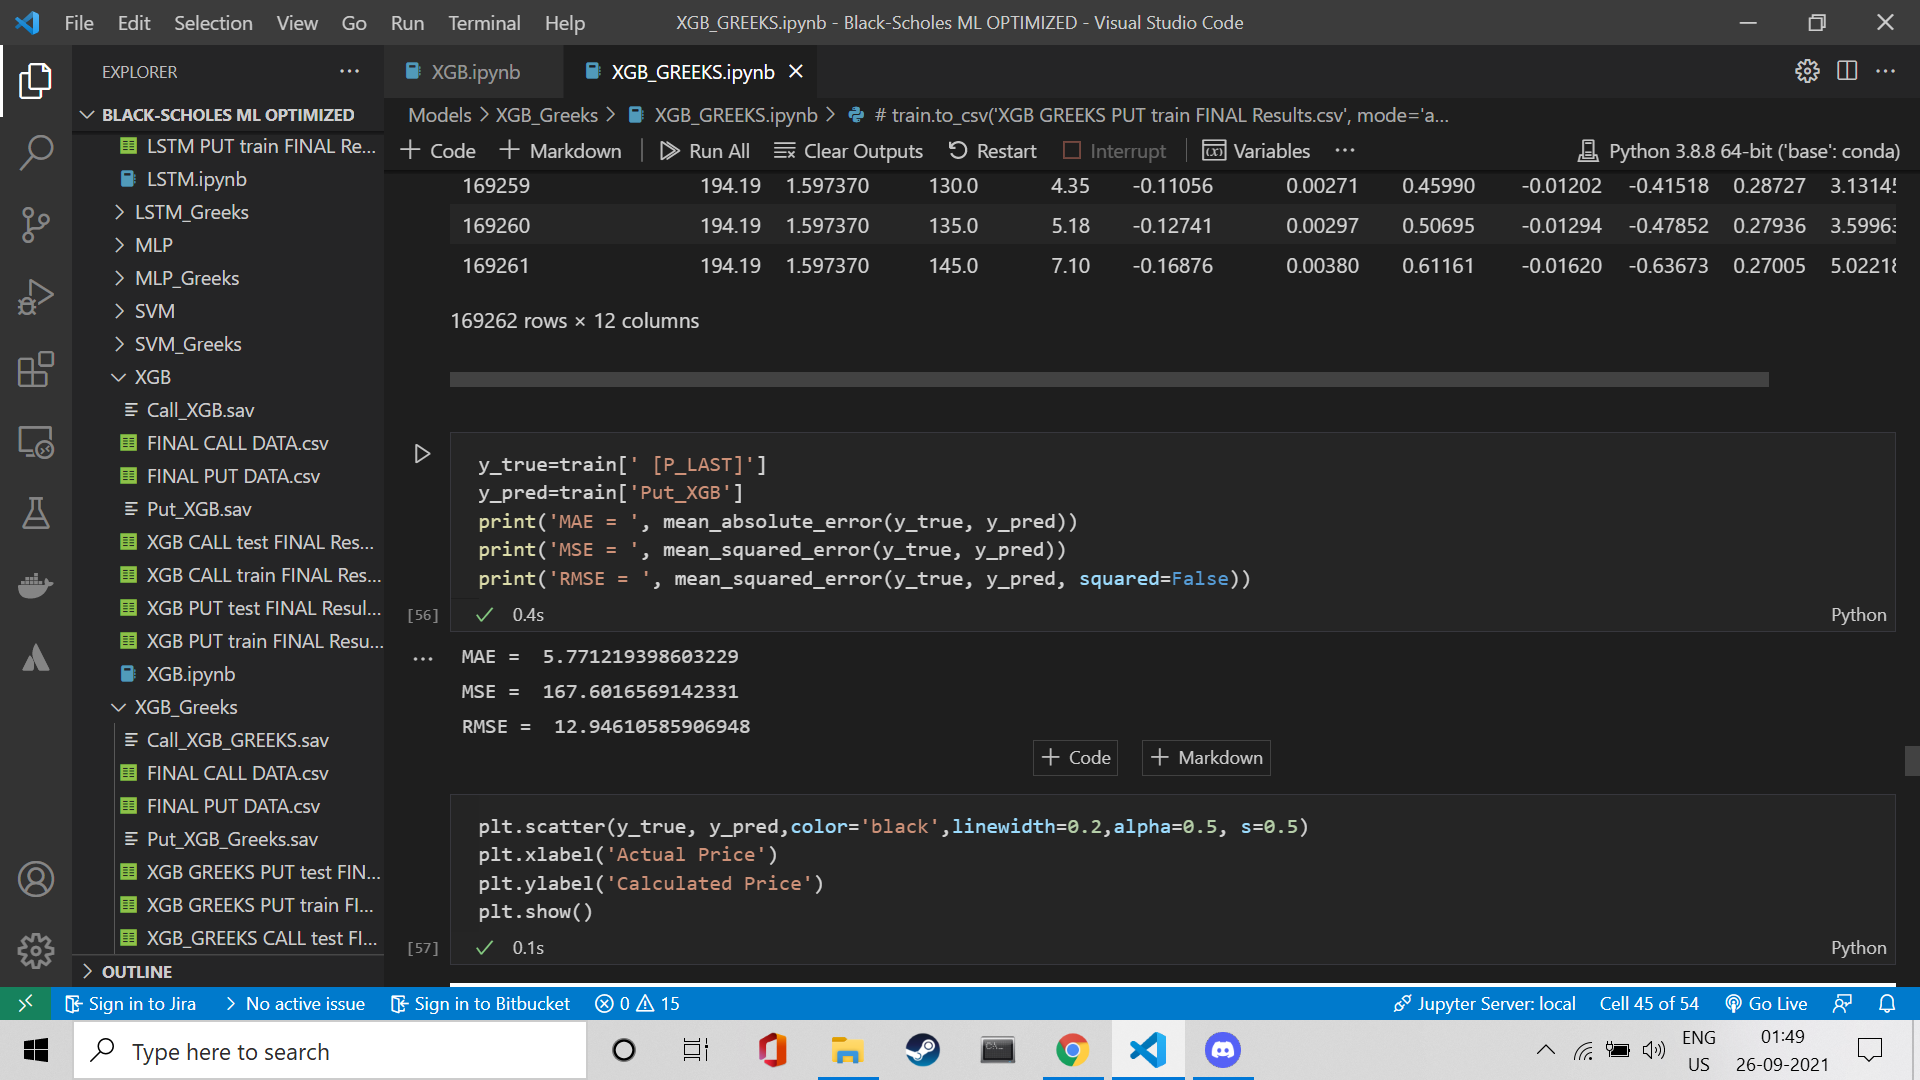 File Edit Selection View Go Run Terminal Help
XGB_GREEKS.ipynb - Black-Scholes ML OPTIMIZED - Visual Studio Code
EXPLORER
XGB.ipynb
XGB_GREEKS.ipynb
BLACK-SCHOLES ML OPTIMIZED
LSTM PUT train FINAL Re...
LSTM.ipynb
LSTM_Greeks
MLP
MLP_Greeks
SVM
SVM_Greeks
XGB
Call_XGB.sav
FINAL CALL DATA.csv
FINAL PUT DATA.csv
Put_XGB.sav
XGB CALL test FINAL Res...
XGB CALL train FINAL Res...
XGB PUT test FINAL Resul...
XGB PUT train FINAL Resu...
XGB.ipynb
XGB_Greeks
Call_XGB_GREEKS.sav
FINAL CALL DATA.csv
FINAL PUT DATA.csv
Put_XGB_Greeks.sav
XGB GREEKS PUT test FIN...
XGB GREEKS PUT train FI...
XGB_GREEKS CALL test FI...
OUTLINE
Models > XGB_Greeks > XGB_GREEKS.ipynb > # train.to_csv('XGB GREEKS PUT train FINAL Results.csv', mode='a...
+ Code + Markdown Run All Clear Outputs Restart Interrupt Variables ... Python 3.8.8 64-bit ('base': conda)
169259 194.19 1.597370 130.0 4.35 -0.11056 0.00271 0.45990 -0.01202 -0.41518 0.28727 3.13145
169260 194.19 1.597370 135.0 5.18 -0.12741 0.00297 0.50695 -0.01294 -0.47852 0.27936 3.59963
169261 194.19 1.597370 145.0 7.10 -0.16876 0.00380 0.61161 -0.01620 -0.63673 0.27005 5.02218
169262 rows × 12 columns
y_true=train[' [P_LAST]']
y_pred=train['Put_XGB']
print('MAE = ', mean_absolute_error(y_true, y_pred))
print('MSE = ', mean_squared_error(y_true, y_pred))
print('RMSE = ', mean_squared_error(y_true, y_pred, squared=False))
[56] 0.4s Python
MAE =  5.771219398603229
MSE =  167.6016569142331
RMSE =  12.94610585906948
+ Code + Markdown
plt.scatter(y_true, y_pred,color='black',linewidth=0.2,alpha=0.5, s=0.5)
plt.xlabel('Actual Price')
plt.ylabel('Calculated Price')
plt.show()
[57] 0.1s Python
Sign in to Jira No active issue Sign in to Bitbucket 0 15 Jupyter Server: local Cell 45 of 54 Go Live
Type here to search
ENG
US
01:49
26-09-2021